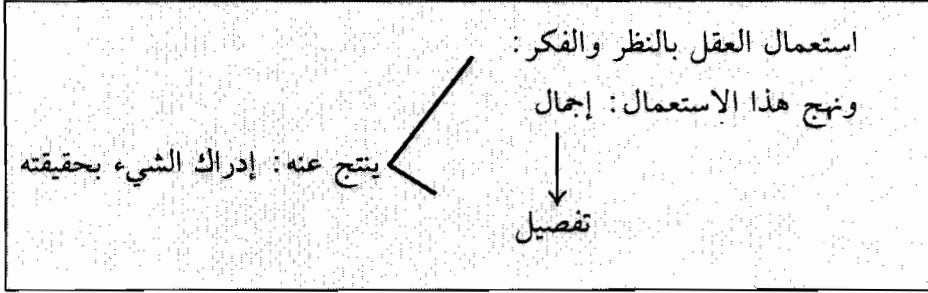 استعمال العقل بالنظر والفكر:
ونهج هذا الاستعمال: إجمال
ينتج عنه: إدراك الشيء بحقيقته
تفصيل